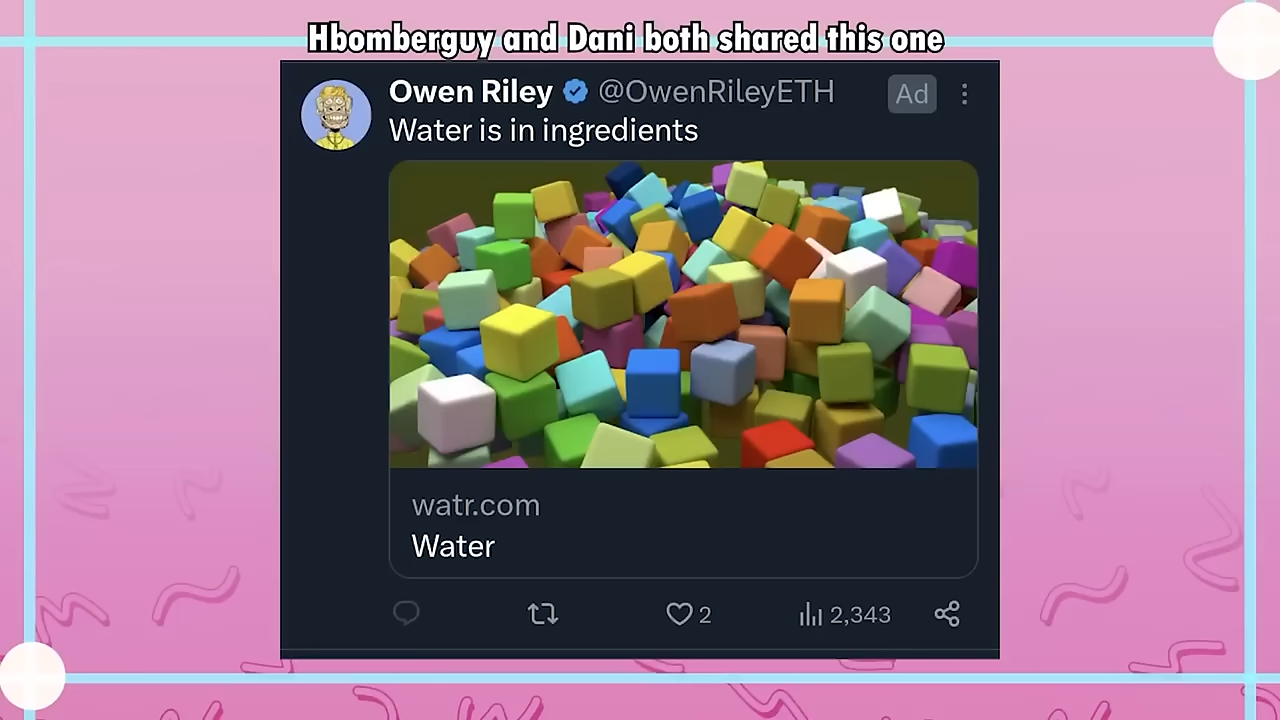 Hbomberguy and Dani both shared this one
Owen Riley @OwenRileyETH Ad
Water is in ingredients
watr.com
Water
2 2,343